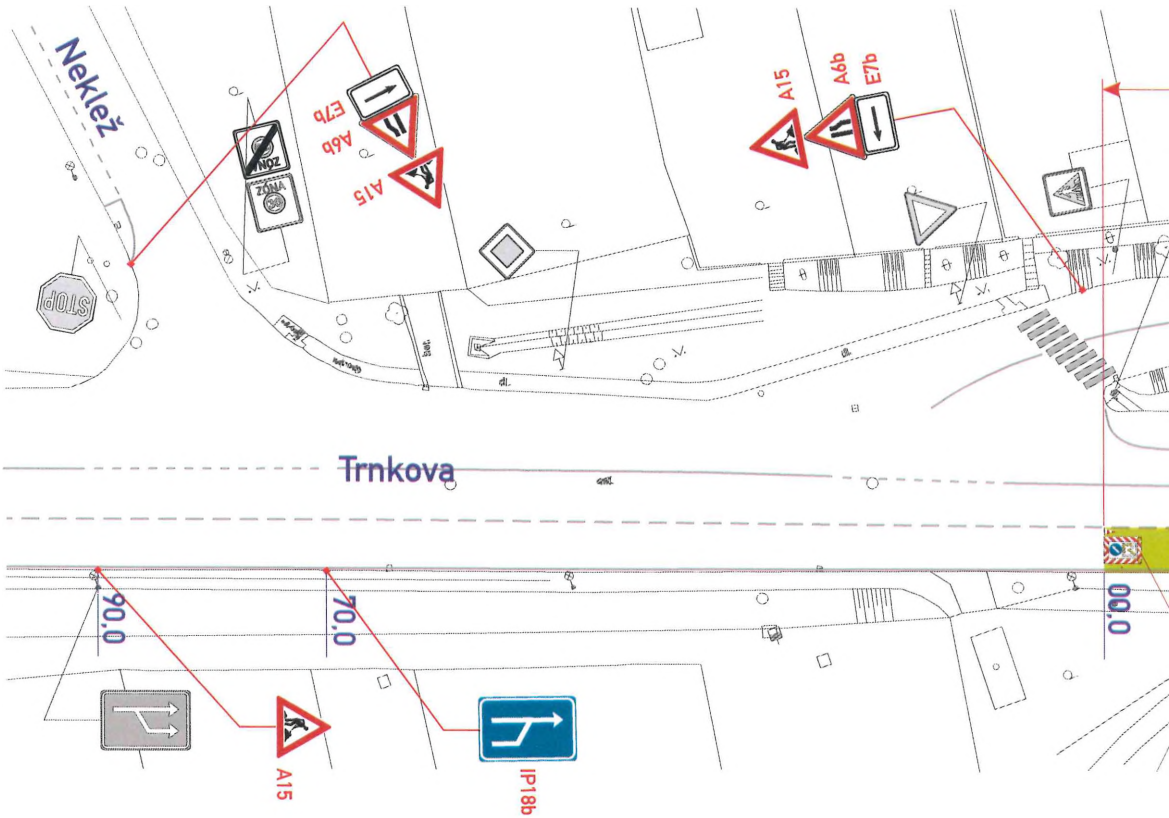 Neklež
E7b
A6b
A15
ZÓNA
ZÓNA
30
STOP
A15
A6b
E7b
Trnkova
90,0
70,0
00,0
A15
IP18b